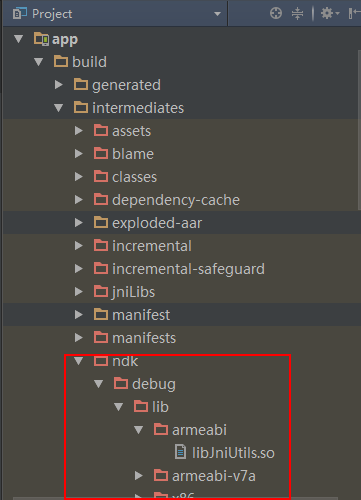 Project
app
build
generated
intermediates
assets
blame
classes
dependency-cache
exploded-aar
incremental
incremental-safeguard
jniLibs
manifest
manifests
ndk
debug
lib
armeabi
libJniUtils.so
armeabi-v7a
x86